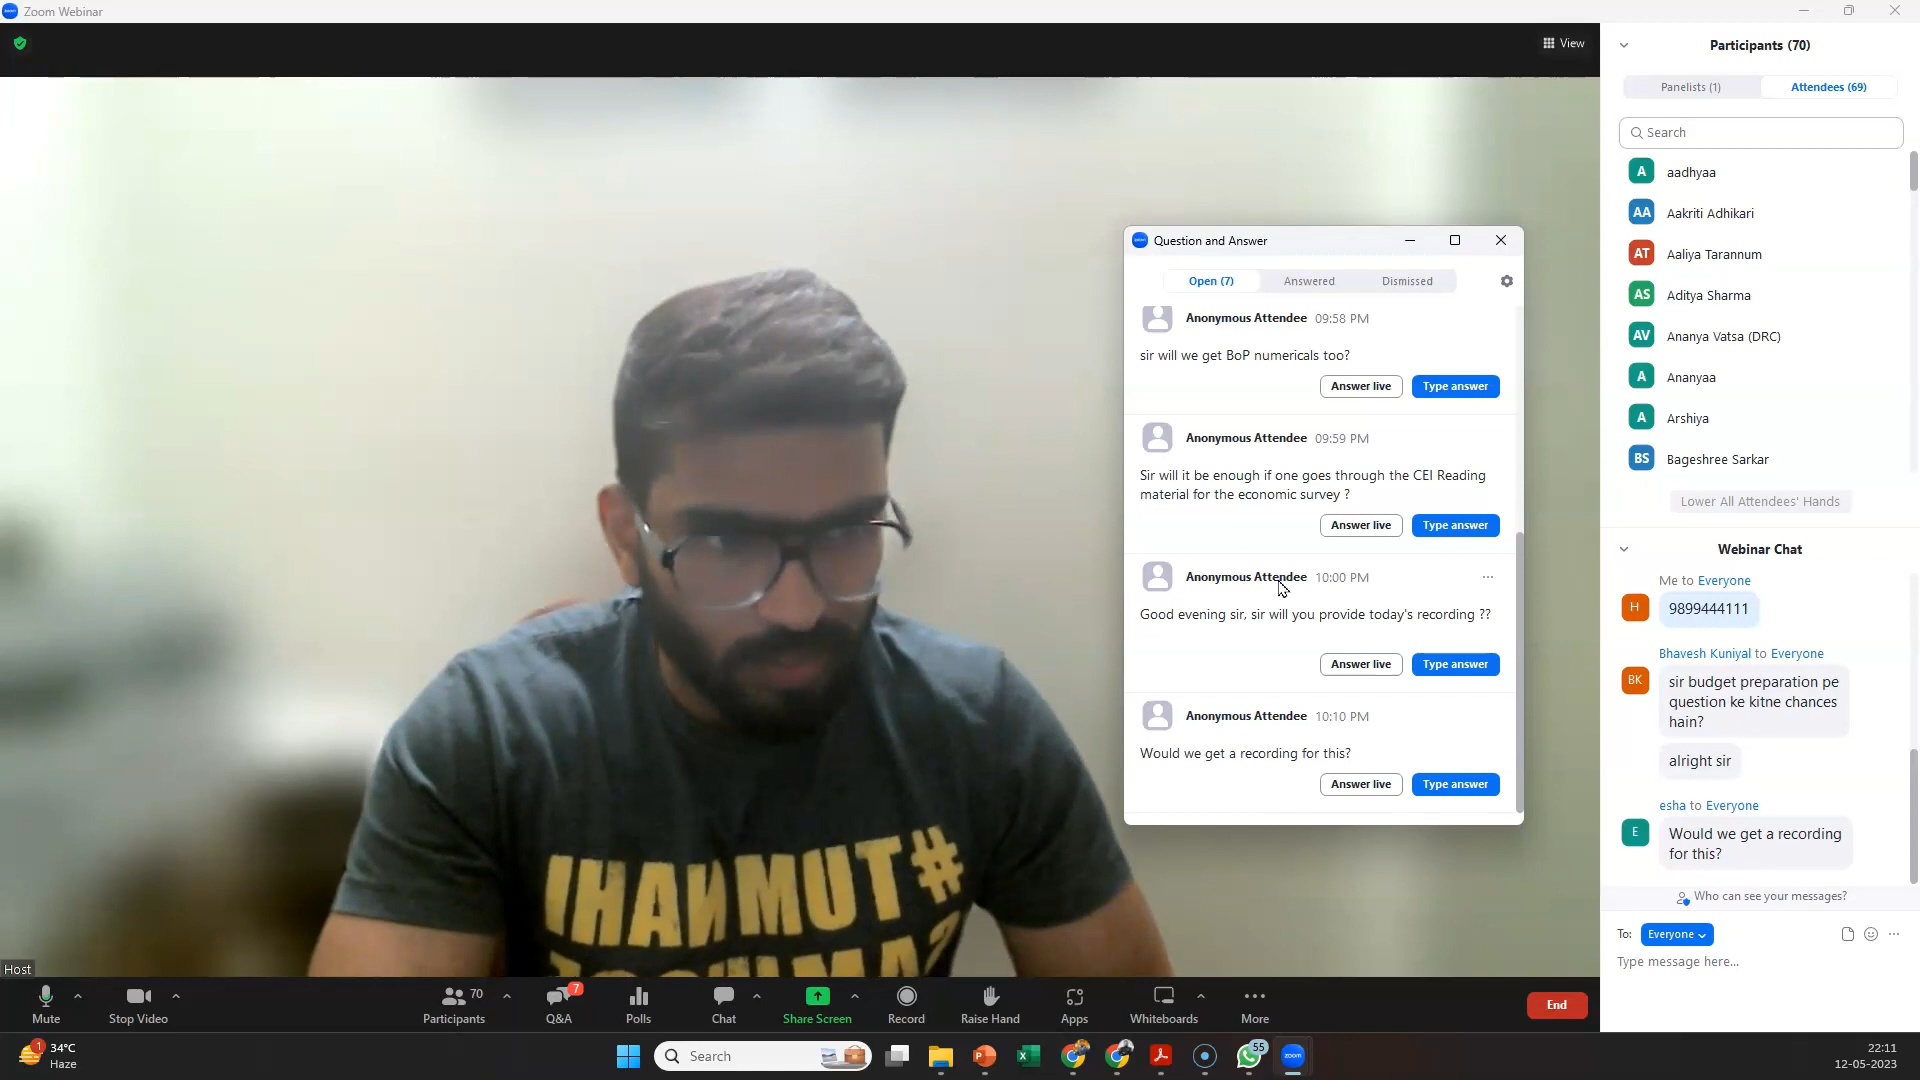 Zoom Webinar
View
Participants (70)
Panelists (1)
Attendees (69)
Search
A aadhyaa
AA Aakriti Adhikari
AT Aaliya Tarannum
AS Aditya Sharma
AV Ananya Vatsa (DRC)
A Ananyaa
A Arshiya
BS Bageshree Sarkar
Lower All Attendees' Hands
Webinar Chat
Me to Everyone
H 9899444111
Bhavesh Kuniyal to Everyone
BK
sir budget preparation pe
question ke kitne chances
hain?
alright sir
esha to Everyone
E
Would we get a recording
for this?
Who can see your messages?
To: Everyone
Type message here...
Question and Answer
Open (7) Answered Dismissed
Anonymous Attendee 09:58 PM
sir will we get BoP numericals too?
Answer live Type answer
Anonymous Attendee 09:59 PM
Sir will it be enough if one goes through the CEI Reading
material for the economic survey ?
Answer live Type answer
Anonymous Attendee 10:00 PM
Good evening sir, sir will you provide today's recording ??
Answer live Type answer
Anonymous Attendee 10:10 PM
Would we get a recording for this?
Answer live Type answer
#TUMNAHI
Host
Mute
Stop Video
70
Participants
7
Q&A
Polls
Chat
Share Screen
Record
Raise Hand
Apps
Whiteboards
More
End
1
34°C
Haze
Search
55
zoom
22:11
12-05-2023